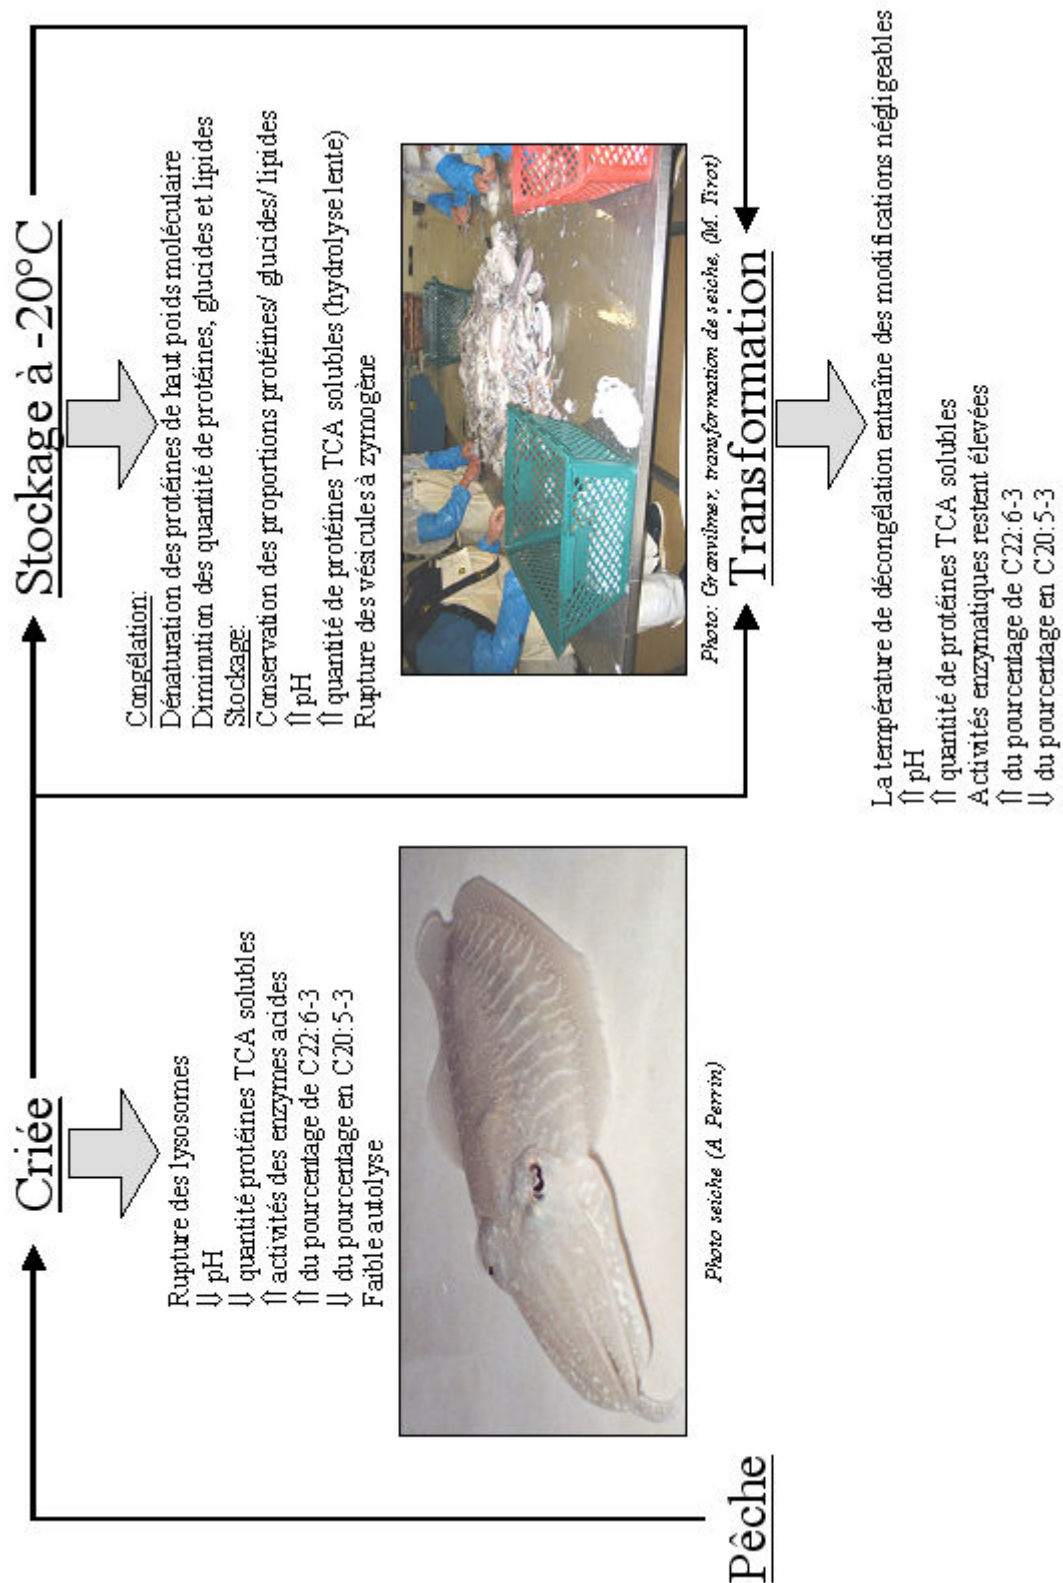 Pêche
Criée
Rupture des lysosomes
⇓ pH
⇓ quantité protéines TCA solubles
⇑ activités des enzymes acides
⇑ du pourcentage de C22:6-3
⇓ du pourcentage en C20:5-3
Faible autolyse
Photo seiche (A. Perrin)
Stockage à -20°C
Congélation:
Dénaturation des protéines de haut poids moléculaire
Diminution des quantité de protéines, glucides et lipides
Stockage:
Conservation des proportions protéines/ glucides/ lipides
⇑ pH
⇑ quantité de protéines TCA solubles (hydrolyse lente)
Rupture des vésicules à zymogène
Photo: Granvilmer, transformation de seiche, (M. Tirot)
Transformation
La température de décongélation entraîne des modifications négligeables
⇑ pH
⇑ quantité de protéines TCA solubles
Activités enzymatiques restent élevées
⇑ du pourcentage de C22:6-3
⇓ du pourcentage en C20:5-3